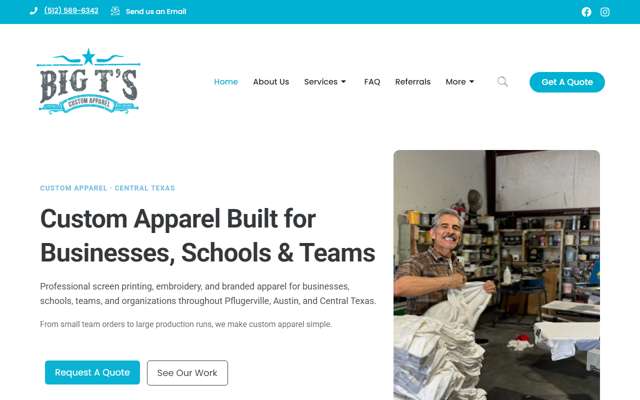 (512) 589-6342
Send us an Email
BIG T'S
CUSTOM APPAREL
Home
About Us
Services
FAQ
Referrals
More
Get A Quote
CUSTOM APPAREL · CENTRAL TEXAS
Custom Apparel Built for
Businesses, Schools & Teams
Professional screen printing, embroidery, and branded apparel for businesses,
schools, teams, and organizations throughout Pflugerville, Austin, and Central Texas.
From small team orders to large production runs, we make custom apparel simple.
Request A Quote
See Our Work